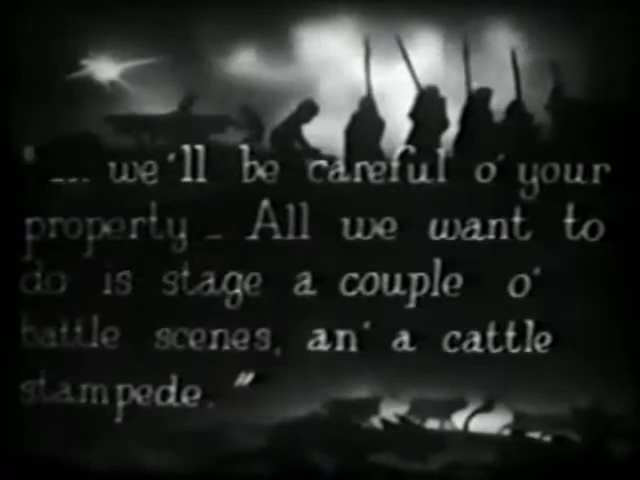 "... we'll be careful o' your
property _ All we want to
do is stage a couple o'
battle scenes, an' a cattle
stampede."